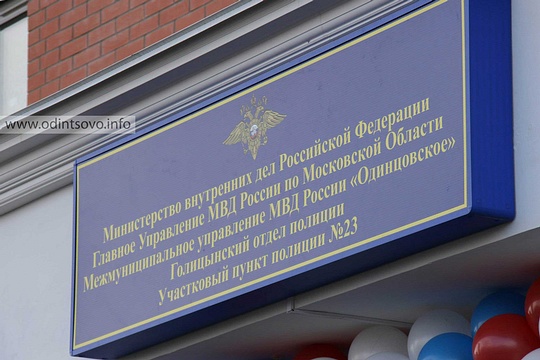 www.odintsovo.info
Министерство внутренних дел Российской Федерации
Главное Управление МВД России по Московской Области
Межмуниципальное управление МВД России «Одинцовское»
Голицынский отдел полиции
Участковый пункт полиции №23